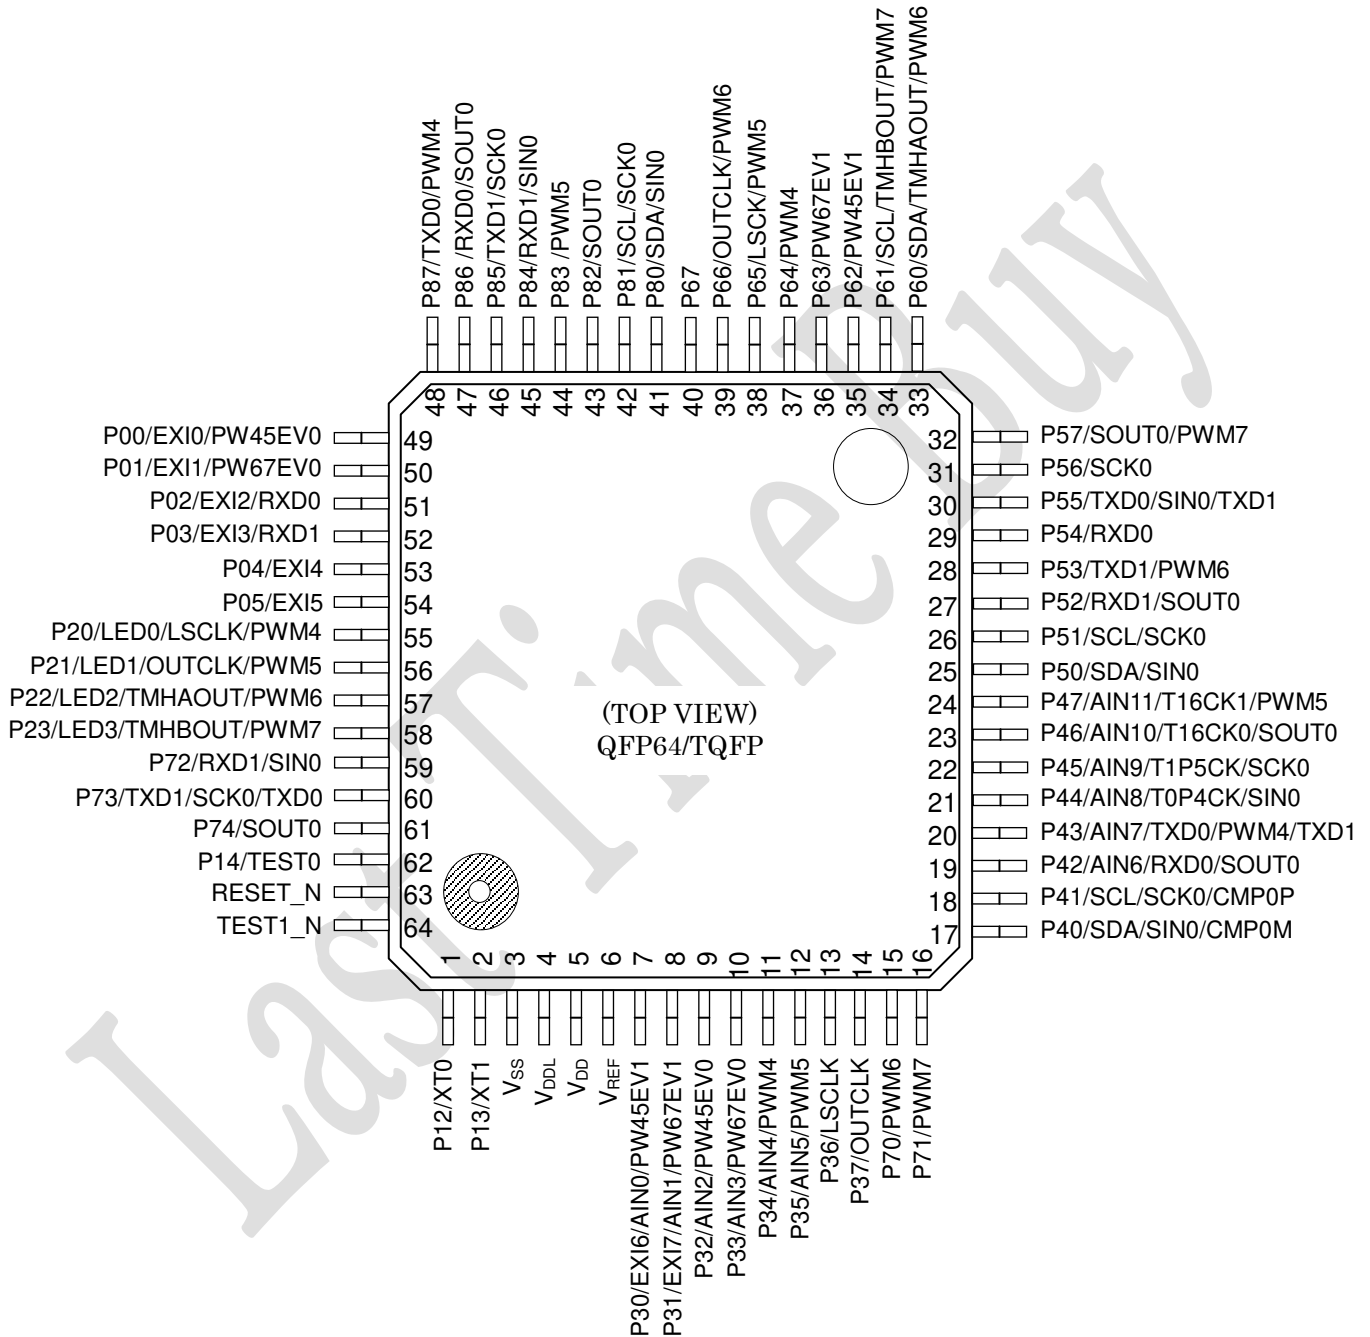 P87/TXD0/PWM4
P86 /RXD0/SOUT0
P85/TXD1/SCK0
P84/RXD1/SIN0
P83 /PWM5
P82/SOUT0
P81/SCL/SCK0
P80/SDA/SIN0
P67
P66/OUTCLK/PWM6
P65/LSCK/PWM5
P64/PWM4
P63/PW67EV1
P62/PW45EV1
P61/SCL/TMHBOUT/PWM7
P60/SDA/TMHAOUT/PWM6
48
47
46
45
44
43
42
41
40
39
38
37
36
35
34
33
P00/EXI0/PW45EV0 49
P01/EXI1/PW67EV0 50
P02/EXI2/RXD0 51
P03/EXI3/RXD1 52
P04/EXI4 53
P05/EXI5 54
P20/LED0/LSCLK/PWM4 55
P21/LED1/OUTCLK/PWM5 56
P22/LED2/TMHAOUT/PWM6 57
P23/LED3/TMHBOUT/PWM7 58
P72/RXD1/SIN0 59
P73/TXD1/SCK0/TXD0 60
P74/SOUT0 61
P14/TEST0 62
RESET_N 63
TEST1_N 64
(TOP VIEW)
QFP64/TQFP
32 P57/SOUT0/PWM7
31 P56/SCK0
30 P55/TXD0/SIN0/TXD1
29 P54/RXD0
28 P53/TXD1/PWM6
27 P52/RXD1/SOUT0
26 P51/SCL/SCK0
25 P50/SDA/SIN0
24 P47/AIN11/T16CK1/PWM5
23 P46/AIN10/T16CK0/SOUT0
22 P45/AIN9/T1P5CK/SCK0
21 P44/AIN8/T0P4CK/SIN0
20 P43/AIN7/TXD0/PWM4/TXD1
19 P42/AIN6/RXD0/SOUT0
18 P41/SCL/SCK0/CMP0P
17 P40/SDA/SIN0/CMP0M
1
2
3
4
5
6
7
8
9
10
11
12
13
14
15
16
P12/XT0
P13/XT1
VSS
VDDL
VDD
VREF
P30/EXI6/AIN0/PW45EV1
P31/EXI7/AIN1/PW67EV1
P32/AIN2/PW45EV0
P33/AIN3/PW67EV0
P34/AIN4/PWM4
P35/AIN5/PWM5
P36/LSCLK
P37/OUTCLK
P70/PWM6
P71/PWM7
Last Time Buy